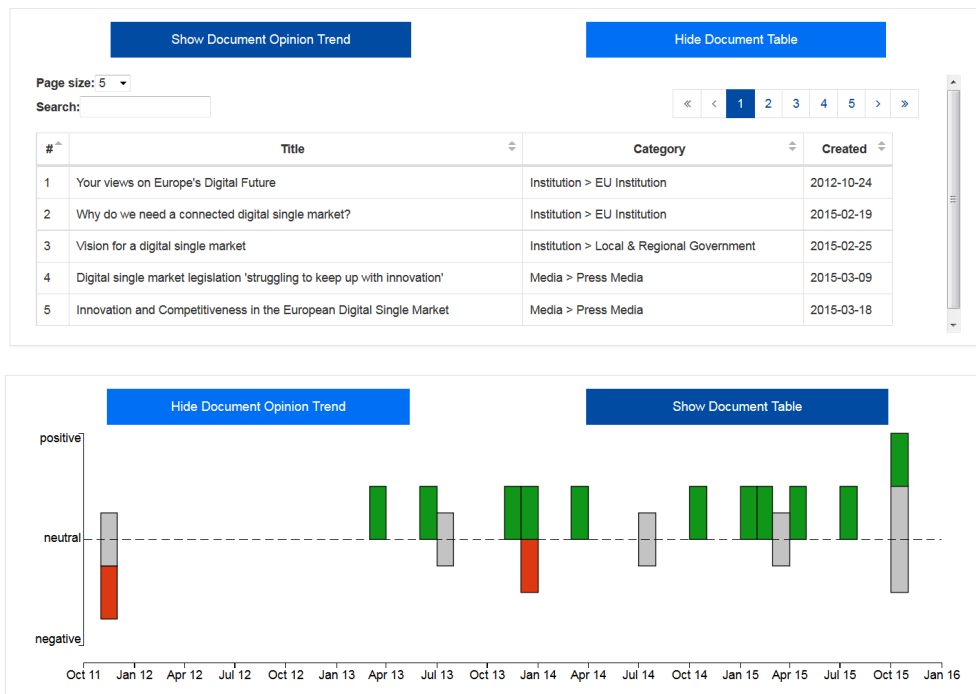 Show Document Opinion Trend Hide Document Table
Page size: 5
Search:
« ‹ 1 2 3 4 5 › »
# Title Category Created
1 Your views on Europe's Digital Future Institution > EU Institution 2012-10-24
2 Why do we need a connected digital single market? Institution > EU Institution 2015-02-19
3 Vision for a digital single market Institution > Local & Regional Government 2015-02-25
4 Digital single market legislation 'struggling to keep up with innovation' Media > Press Media 2015-03-09
5 Innovation and Competitiveness in the European Digital Single Market Media > Press Media 2015-03-18
Hide Document Opinion Trend Show Document Table
positive
neutral
negative
Oct 11 Jan 12 Apr 12 Jul 12 Oct 12 Jan 13 Apr 13 Jul 13 Oct 13 Jan 14 Apr 14 Jul 14 Oct 14 Jan 15 Apr 15 Jul 15 Oct 15 Jan 16